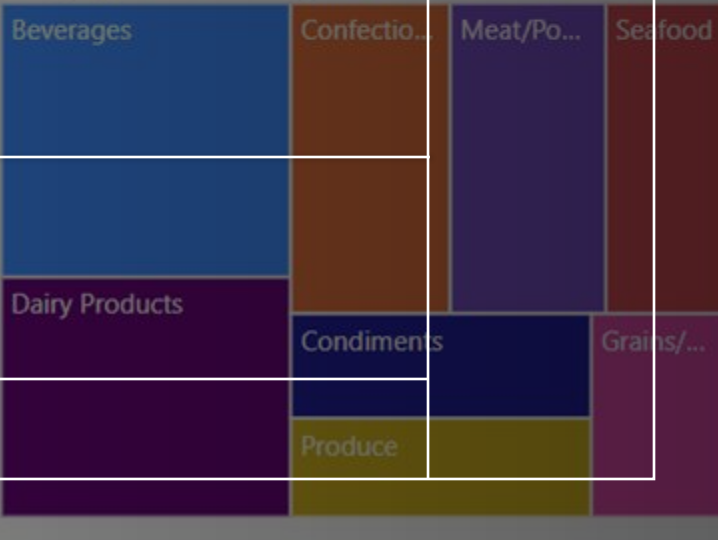 Beverages
Confectio...
Meat/Po...
Seafood
Dairy Products
Condiments
Grains/...
Produce